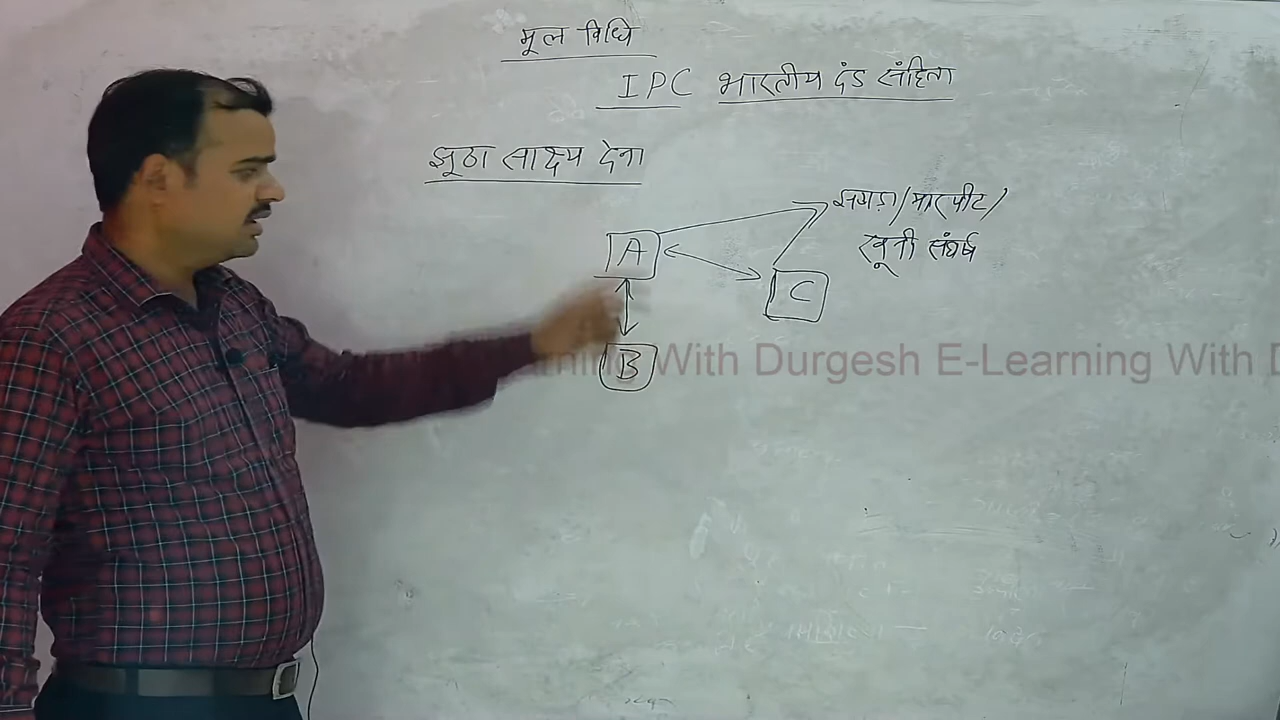 मूल विधि
IPC भारतीय दंड संहिता
झूठा साक्ष्य देना
झगड़ा/मारपीट/
खूनी संघर्ष
A
C
B
With Durgesh E-Learning With D